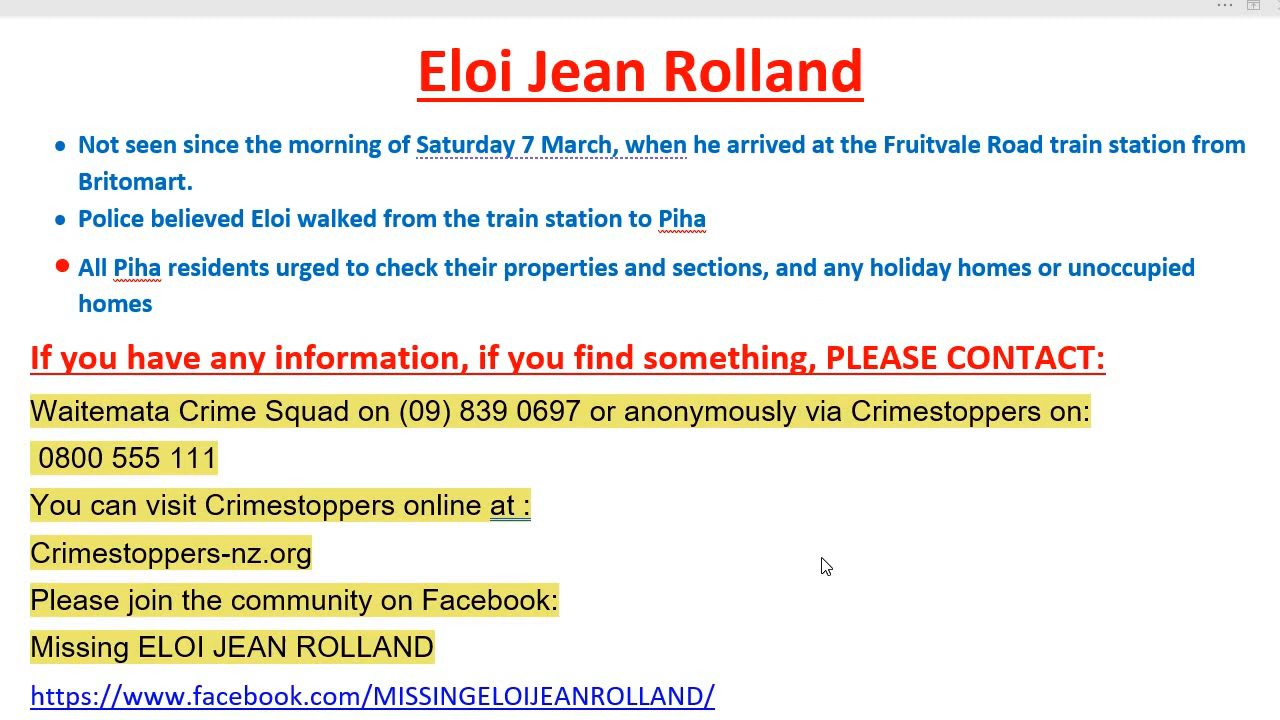 Eloi Jean Rolland
• Not seen since the morning of Saturday 7 March, when he arrived at the Fruitvale Road train station from
Britomart.
• Police believed Eloi walked from the train station to Piha
• All Piha residents urged to check their properties and sections, and any holiday homes or unoccupied
homes
If you have any information, if you find something, PLEASE CONTACT:
Waitemata Crime Squad on (09) 839 0697 or anonymously via Crimestoppers on:
0800 555 111
You can visit Crimestoppers online at :
Crimestoppers-nz.org
Please join the community on Facebook:
Missing ELOI JEAN ROLLAND
https://www.facebook.com/MISSINGELOIJEANROLLAND/